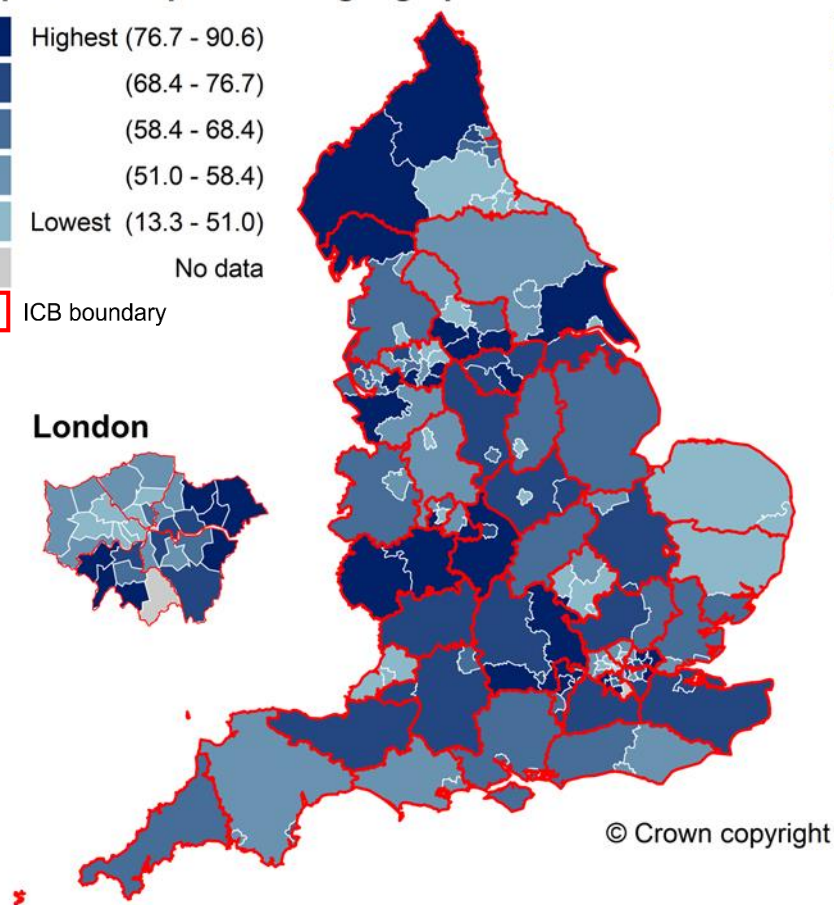 Highest (76.7 - 90.6)
(68.4 - 76.7)
(58.4 - 68.4)
(51.0 - 58.4)
Lowest (13.3 - 51.0)
No data
ICB boundary
London
© Crown copyright